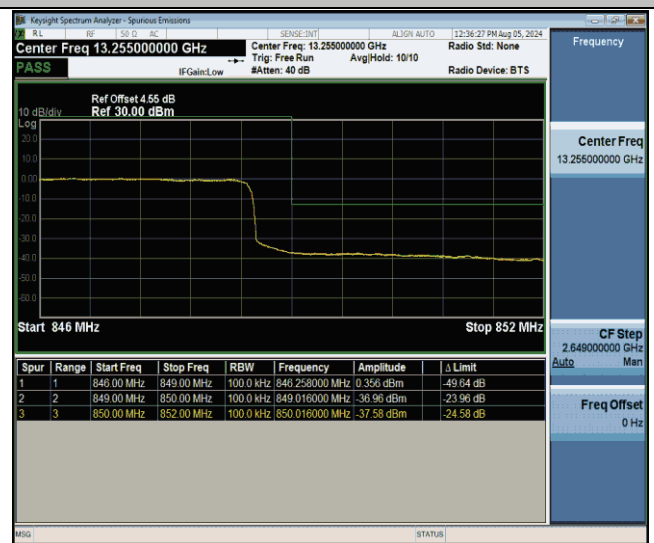 Keysight Spectrum Analyzer - Spurious Emissions
RL RF 50 Ω AC SENSE:INT ALIGN AUTO 12:36:27 PM Aug 05, 2024
Center Freq 13.255000000 GHz
Center Freq: 13.255000000 GHz Radio Std: None
Trig: Free Run Avg|Hold: 10/10
PASS IFGain:Low #Atten: 40 dB Radio Device: BTS
Frequency
Ref Offset 4.55 dB
10 dB/div Ref 30.00 dBm
Log
20.0
10.0
0.00
-10.0
-20.0
-30.0
-40.0
-50.0
-60.0
Start 846 MHz Stop 852 MHz
Spur Range Start Freq Stop Freq RBW Frequency Amplitude Δ Limit
1 1 846.00 MHz 849.00 MHz 100.0 kHz 846.258000 MHz 0.356 dBm -49.64 dB
2 2 849.00 MHz 850.00 MHz 100.0 kHz 849.016000 MHz -36.96 dBm -23.96 dB
3 3 850.00 MHz 852.00 MHz 100.0 kHz 850.016000 MHz -37.58 dBm -24.58 dB
Center Freq
13.255000000 GHz
CF Step
2.649000000 GHz
Auto Man
Freq Offset
0 Hz
MSG STATUS